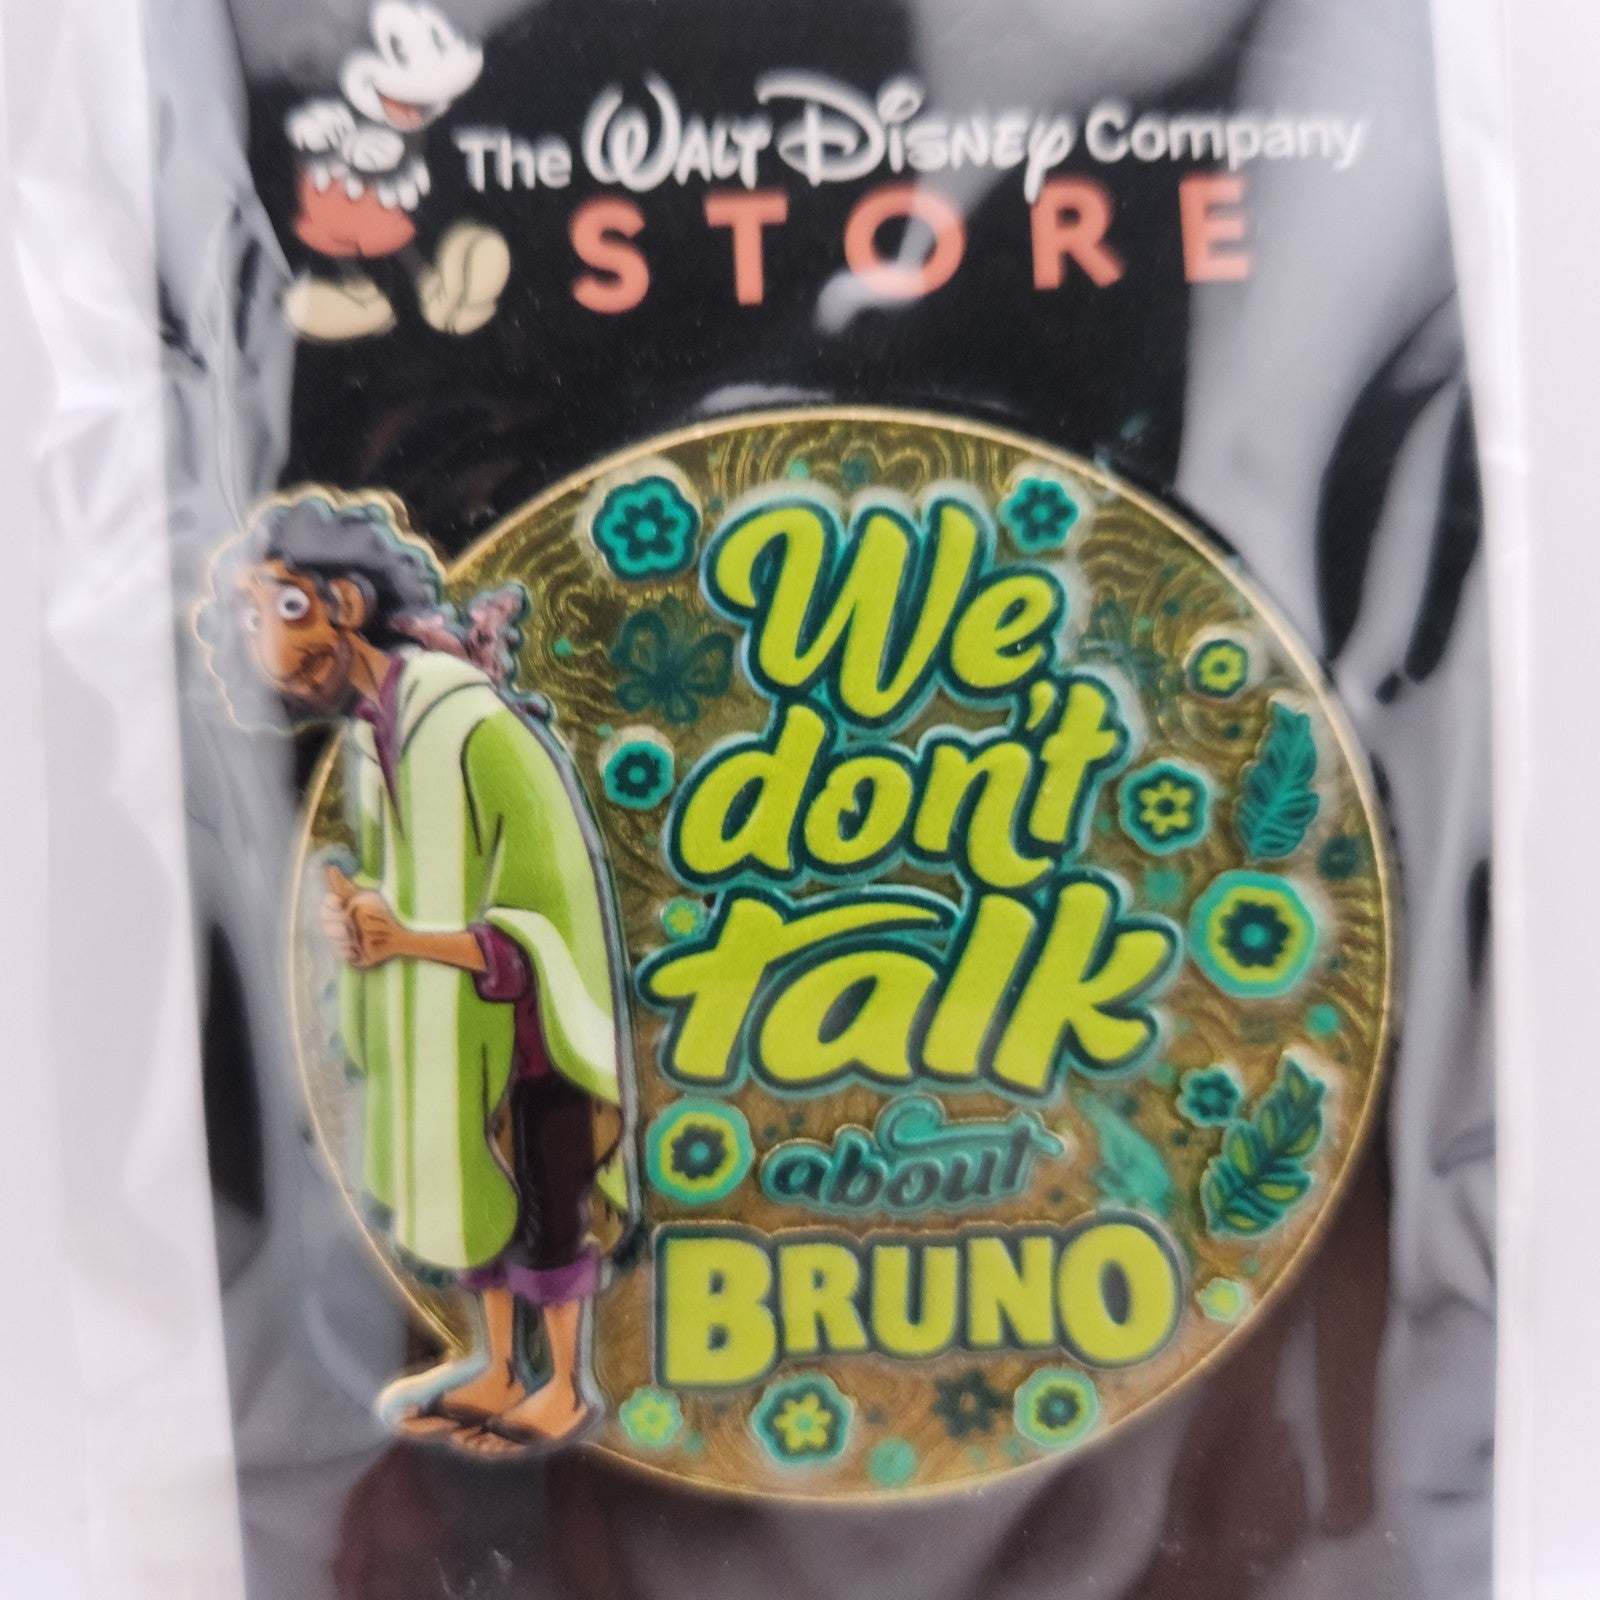 The WALT DISNEY Company
STORE
We
don't
talk
about
BRUNO